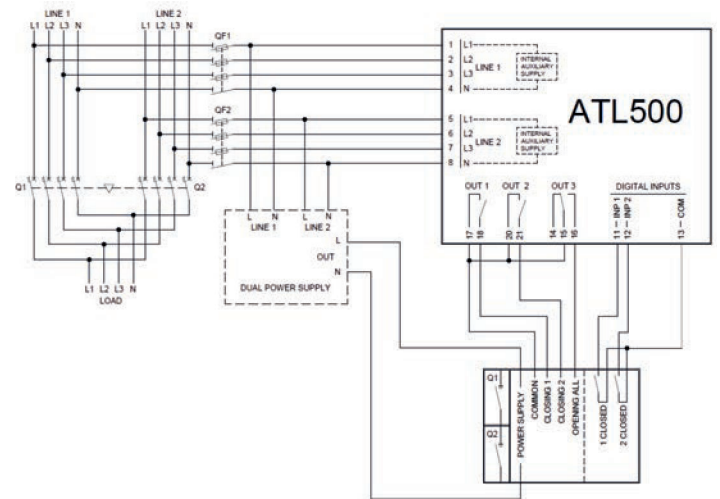 LINE 1
LINE 2
L1 L2 L3 N
L1 L2 L3 N
QF1
QF2
1 L1
2 L2
3 L3
4 N
LINE 1
INTERNAL
AUXILIARY
SUPPLY
5 L1
6 L2
7 L3
8 N
LINE 2
INTERNAL
AUXILIARY
SUPPLY
ATL500
OUT 1
OUT 2
OUT 3
DIGITAL INPUTS
17
18
20
21
14
15
16
11 INP 1
12 INP 2
13 COM
Q1
Q2
L N
LINE 1
L N
LINE 2
L
OUT
N
DUAL POWER SUPPLY
L1 L2 L3 N
LOAD
Q1
Q2
POWER SUPPLY
COMMON
CLOSING 1
CLOSING 2
OPENING ALL
1 CLOSED
2 CLOSED